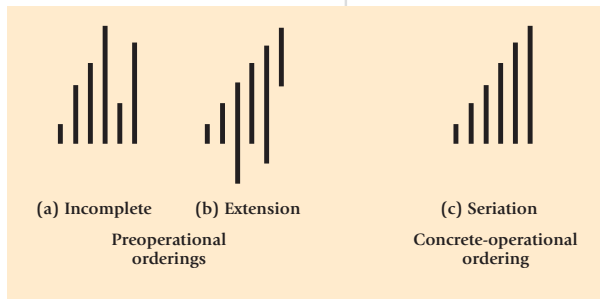 (a) Incomplete
(b) Extension
(c) Seriation
Preoperational
orderings
Concrete-operational
ordering